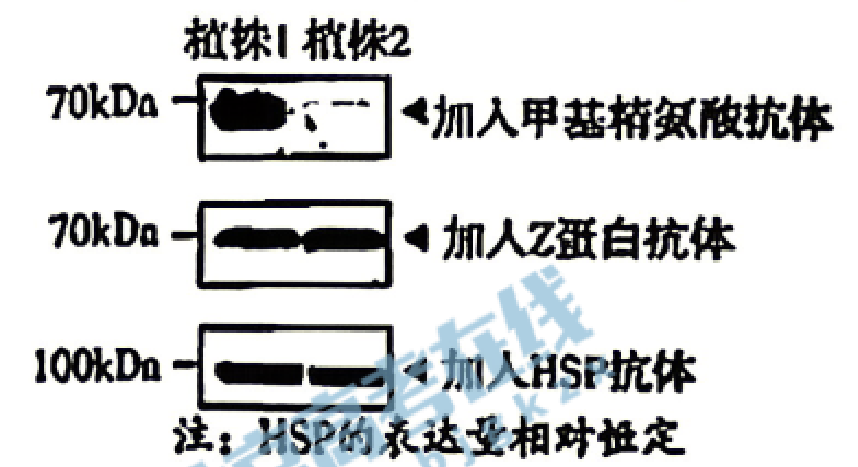 植株1 植株2
70kDa
加入甲基精氨酸抗体
70kDa
加入Z蛋白抗体
100kDa
加入HSP抗体
注：HSP的表达量相对恒定